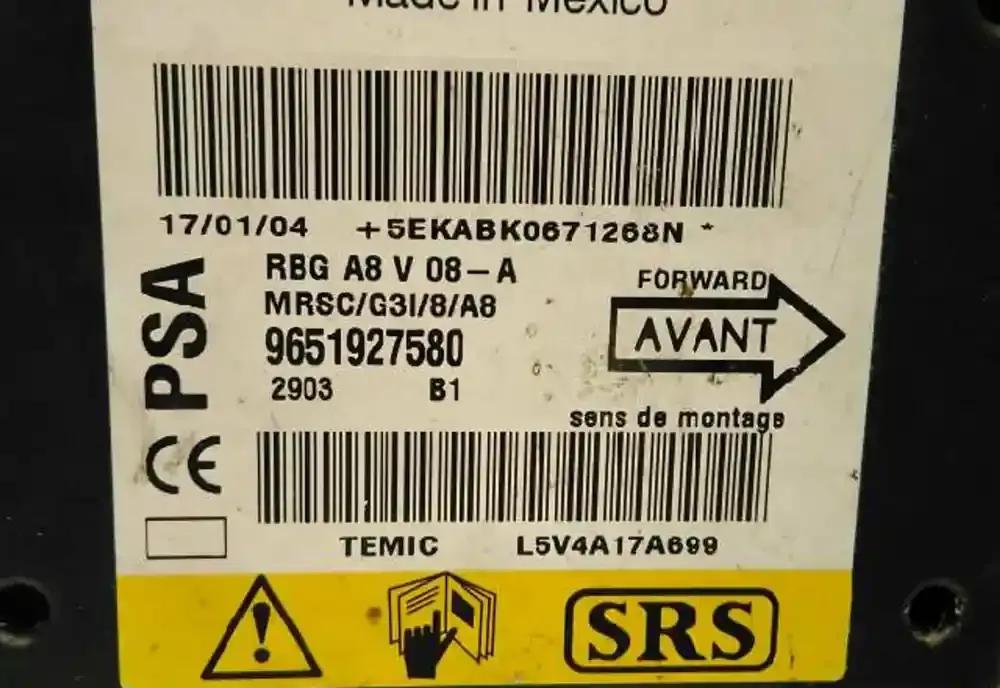 Made in Mexico
17/01/04 +5EKABK0671268N *
PSA
RBG A8 V 08-A
MRSC/G3I/8/A8
9651927580
2903 B1
FORWARD
AVANT
sens de montage
CE
TEMIC L5V4A17A699
SRS